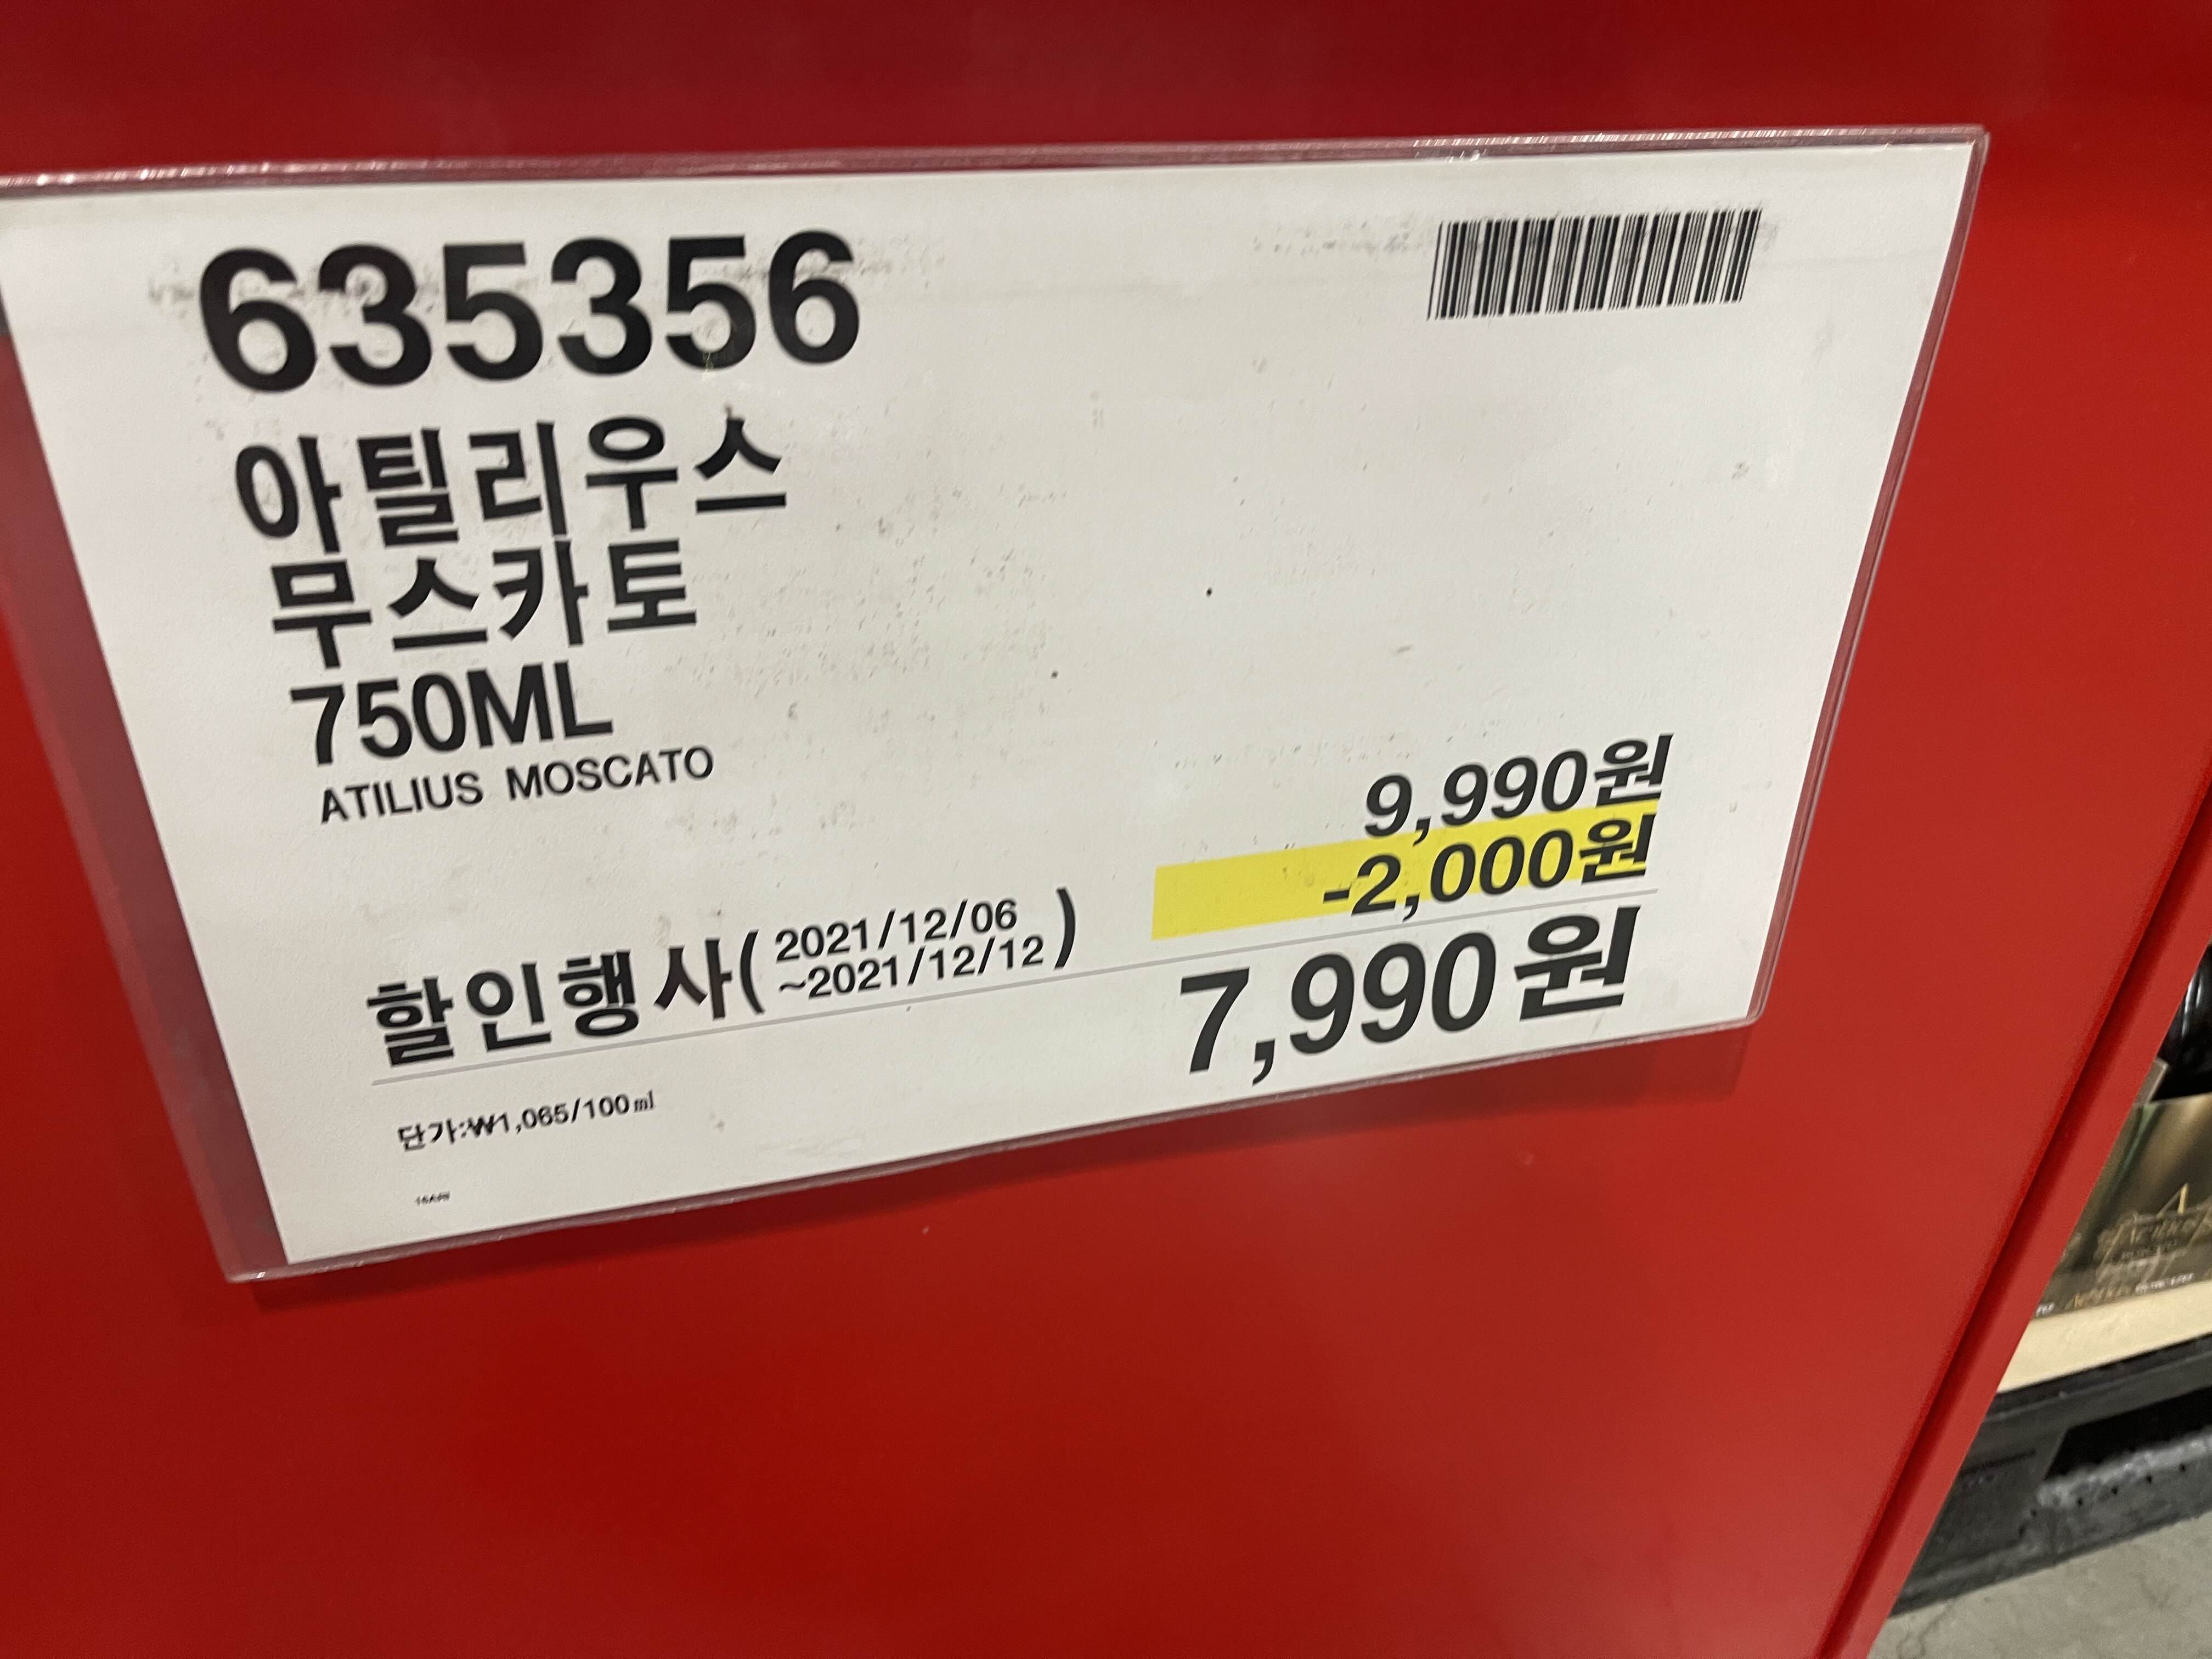 635356
아틸리우스
무스카토
750ML
ATILIUS MOSCATO
9,990원
-2,000원
할인행사( 2021/12/06
~2021/12/12 )
7,990원
단가:₩1,065/100㎖